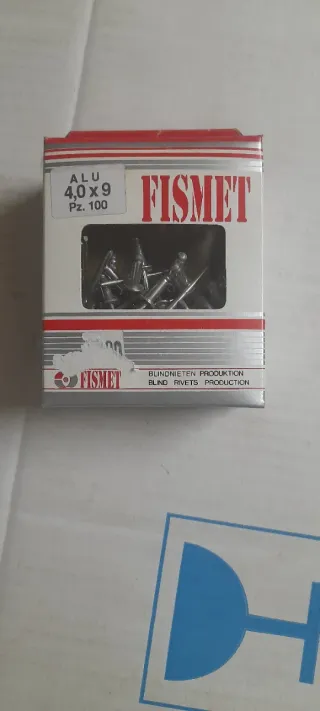 ALU
4,0 x 9
Pz. 100
FISMET
FISMET
BLINDNIETEN PRODUKTION
BLIND RIVETS PRODUCTION